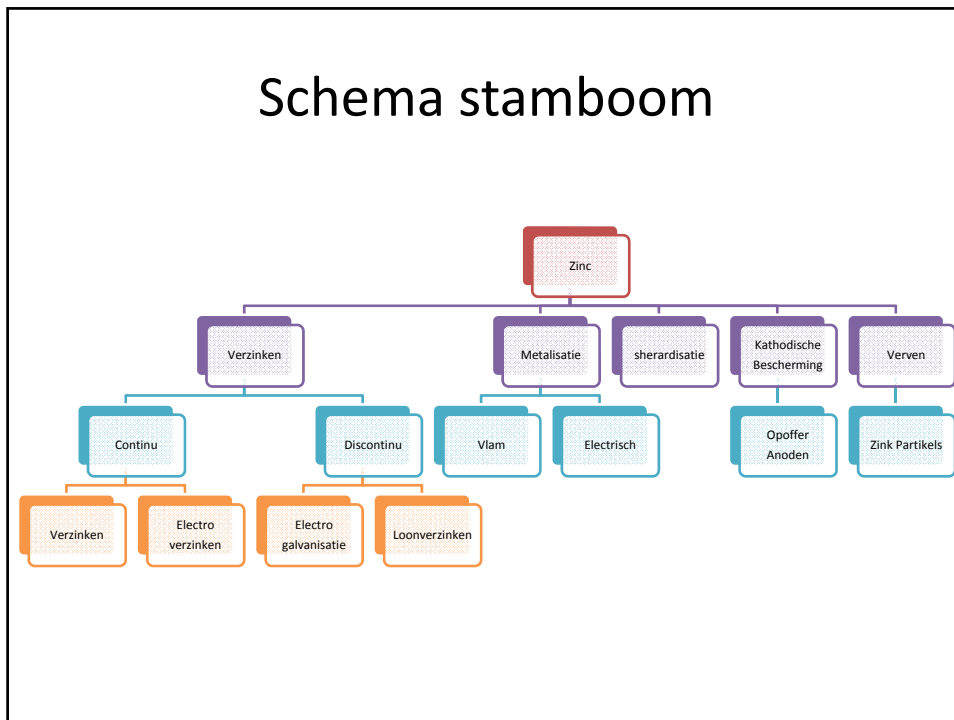 Schema stamboom
Zinc
Verzinken
Metalisatie
sherardisatie
Kathodische
Bescherming
Verven
Continu
Discontinu
Vlam
Electrisch
Opoffer
Anoden
Zink Partikels
Verzinken
Electro
verzinken
Electro
galvanisatie
Loonverzinken